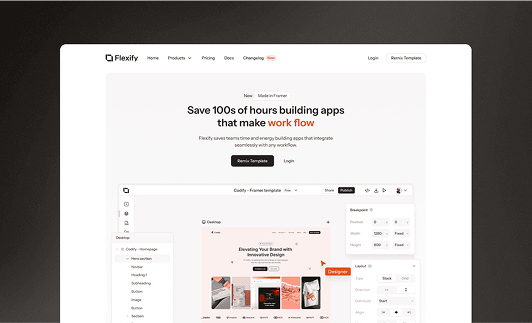 Flexify
Home
Products
Pricing
Docs
Changelog
New
Login
Remix Template
New
Made in Framer
Save 100s of hours building apps
that make work flow
Flexify saves teams time and energy building apps that integrate
seamlessly with any workflow.
Remix Template
Login
Codify - Framer template
Free
Share
Publish
Desktop
Codify - Homepage
Hero section
Navbar
Heading 1
Subheading
Button
Image
Button
Section
Desktop
Elevating Your Brand with
Innovative Design
Designer
Breakpoint
Position
0
0
Width
1280
Fixed
Height
800
Fixed
Layout
Type
Stack
Grid
Direction
Distribute
Start
Align